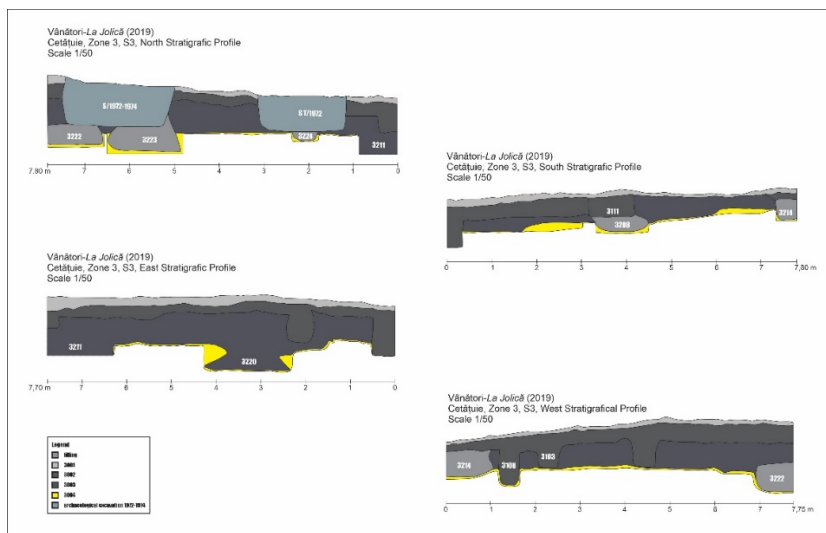 Vânători-La Jolică (2019)
Cetățuie, Zone 3, S3, North Stratigrafic Profile
Scale 1/50
S/1972-1974
ST/1972
3222
3223
3211
7,80 m 7 6 5 4 3 2 1 0
Vânători-La Jolică (2019)
Cetățuie, Zone 3, S3, South Stratigrafic Profile
Scale 1/50
3111
3214
0 1 2 3 4 5 6 7 7,80 m
Vânători-La Jolică (2019)
Cetățuie, Zone 3, S3, East Stratigrafic Profile
Scale 1/50
3211
3220
7,70 m 7 6 5 4 3 2 1 0
Vânători-La Jolică (2019)
Cetățuie, Zone 3, S3, West Stratigrafical Profile
Scale 1/50
3214
3108
3103
3222
0 1 2 3 4 5 6 7 7,75 m
Legend
3001
3002
3003
3004
archaeological excavation 1972-1974